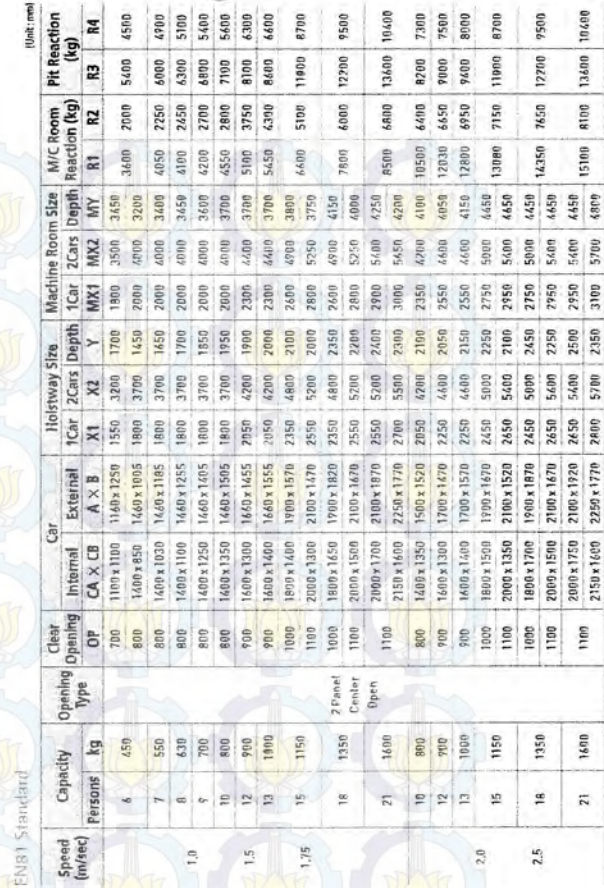 EN81 Standard
(Unit : mm)
Speed (m/sec) Capacity Opening Type Clear Opening Car Hoistway Size Machine Room Size M/C Room Reaction (kg) Pit Reaction (kg)
Internal External 1Car 2Cars Depth 1Car 2Cars Depth
Persons kg OP CA × CB A × B X1 X2 Y MX1 MX2 MY R1 R2 R3 R4
1.0
1.5
1.75
2 Panel
Center
Open
6 450 700 1100 x 1100 1160 x 1250 1550 3200 1700 1800 3500 3450 3600 2000 5400 4500
800 1400 x 850 1460 x 1005 1800 3700 1450 2000 4000 3200
7 550 800 1400 x 1030 1460 x 1185 1800 3700 1650 2000 4000 3400 4050 2250 6000 4900
8 630 800 1400 x 1100 1460 x 1255 1800 3700 1700 2000 4000 3450 4100 2450 6300 5100
9 700 800 1400 x 1250 1460 x 1405 1800 3700 1850 2000 4000 3600 4200 2700 6800 5400
10 800 800 1400 x 1350 1460 x 1505 1800 3700 1950 2000 4000 3700 4550 2800 7100 5600
12 900 900 1600 x 1300 1660 x 1455 2050 4200 1900 2300 4400 3700 5100 3750 8100 6300
13 1000 900 1600 x 1400 1660 x 1555 2050 4200 2000 2300 4400 3700 5450 4300 8600 6600
15 1150 1000 1800 x 1400 1900 x 1570 2350 4800 2100 2600 4900 3800 6600 5100 11000 8700
1100 2000 x 1300 2100 x 1470 2550 5200 2000 2800 5250 3750
18 1350 1000 1800 x 1650 1900 x 1820 2350 4800 2350 2600 4900 4150 7800 6000 12200 9500
1100 2000 x 1500 2100 x 1670 2550 5200 2200 2800 5250 4000
21 1600 1100 2000 x 1700 2100 x 1870 2550 5200 2400 2900 5400 4250 8500 6800 13600 10400
2150 x 1600 2250 x 1770 2700 5500 2300 3000 5650 4200
2.0
2.5
10 800 800 1400 x 1350 1500 x 1520 2050 4200 2100 2350 4200 4100 10500 6400 8200 7300
12 900 900 1600 x 1300 1700 x 1470 2250 4400 2050 2550 4600 4050 12030 6650 9000 7500
13 1000 900 1600 x 1400 1700 x 1570 2250 4600 2150 2550 4600 4150 12800 6950 9400 8000
15 1150 1000 1800 x 1500 1900 x 1670 2450 5000 2250 2750 5000 4450 13080 7150 11000 8700
1100 2000 x 1350 2100 x 1520 2650 5400 2100 2950 5400 4450
18 1350 1000 1800 x 1700 1900 x 1870 2450 5000 2450 2750 5000 4450 14350 7650 12200 9500
1100 2000 x 1500 2100 x 1670 2650 5400 2250 2950 5400 4450
21 1600 1100 2000 x 1750 2100 x 1920 2650 5400 2500 2950 5400 4450 15100 8100 13600 10400
2150 x 1600 2250 x 1770 2800 5700 2350 3100 5700 4800